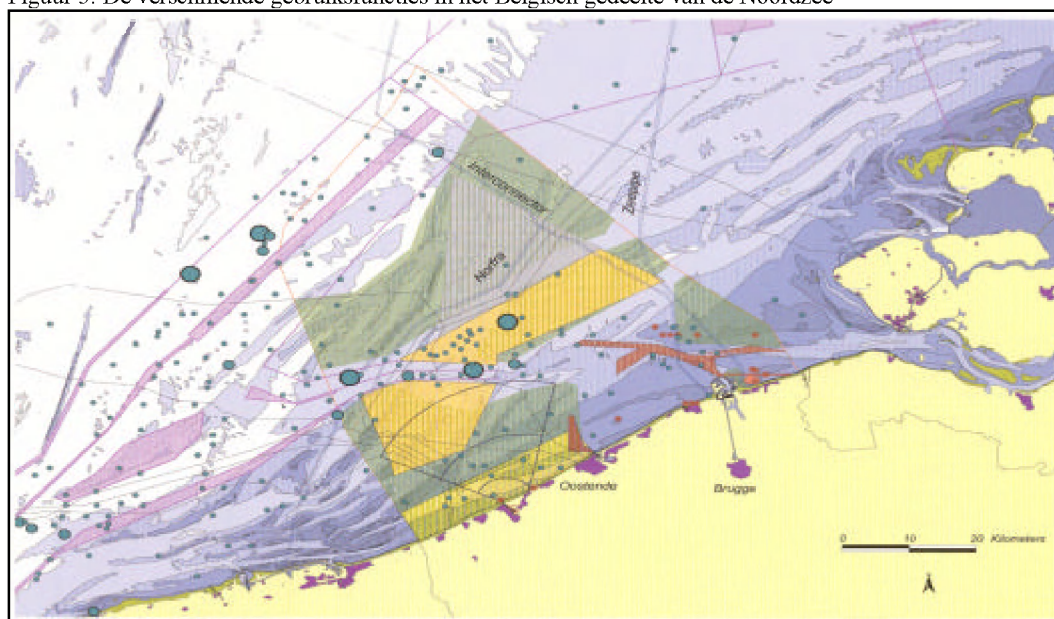 Figuur 3. De verschillende gebruiksfuncties in het Belgisch gedeelte van de Noordzee
Interconnector
Zeepipe
Norfra
Oostende
Brugge
0 10 20 Kilometers